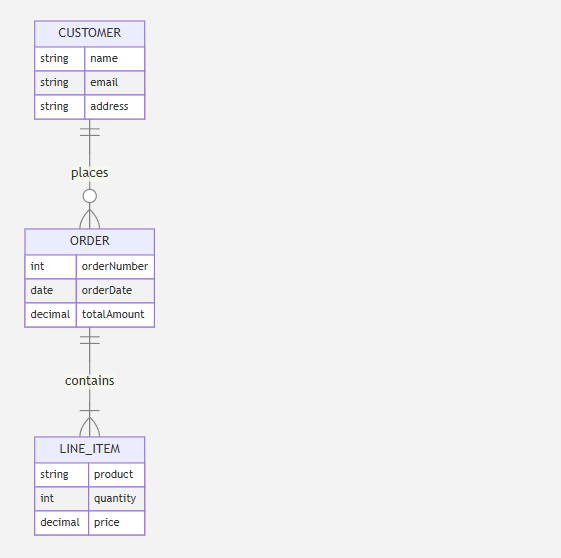 CUSTOMER
string name
string email
string address
places
ORDER
int orderNumber
date orderDate
decimal totalAmount
contains
LINE_ITEM
string product
int quantity
decimal price